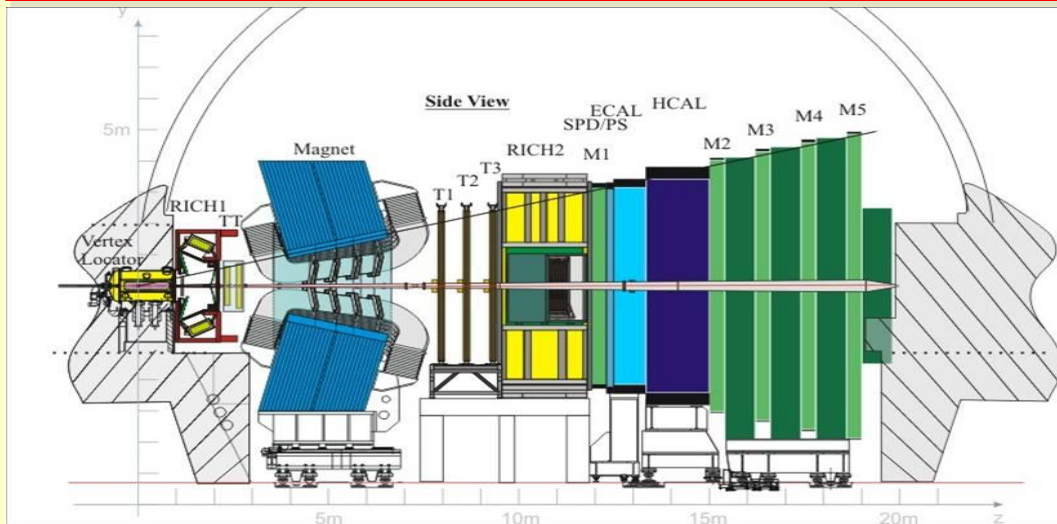 y
5m
Side View
ECAL HCAL
SPD/PS
M1
M2
M3
M4
M5
Magnet
RICH2
T1
T2
T3
RICH1
TT
Vertex
Locator
5m
10m
15m
20m
z